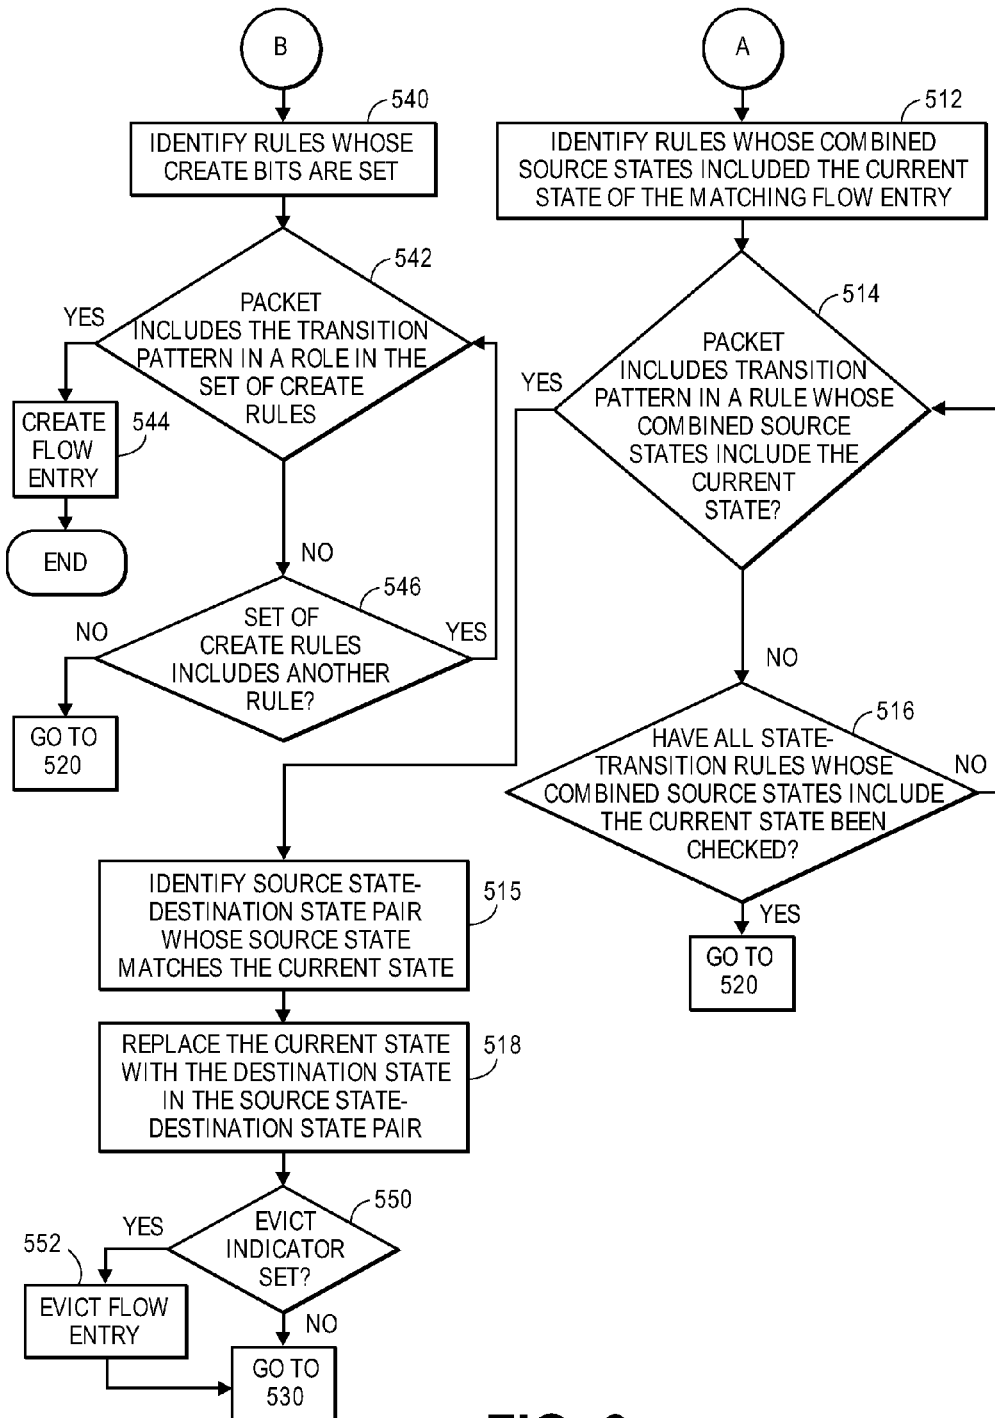 B
540
IDENTIFY RULES WHOSE
CREATE BITS ARE SET
542
PACKET
INCLUDES THE TRANSITION
PATTERN IN A ROLE IN THE
SET OF CREATE
RULES
YES
CREATE
FLOW
ENTRY
544
END
NO
546
SET OF
CREATE RULES
INCLUDES ANOTHER
RULE?
NO
YES
GO TO
520
A
512
IDENTIFY RULES WHOSE COMBINED
SOURCE STATES INCLUDED THE CURRENT
STATE OF THE MATCHING FLOW ENTRY
514
PACKET
INCLUDES TRANSITION
PATTERN IN A RULE WHOSE
COMBINED SOURCE
STATES INCLUDE THE
CURRENT
STATE?
YES
NO
516
HAVE ALL STATE-
TRANSITION RULES WHOSE
COMBINED SOURCE STATES INCLUDE
THE CURRENT STATE BEEN
CHECKED?
NO
YES
GO TO
520
IDENTIFY SOURCE STATE-
DESTINATION STATE PAIR
WHOSE SOURCE STATE
MATCHES THE CURRENT STATE
515
REPLACE THE CURRENT STATE
WITH THE DESTINATION STATE
IN THE SOURCE STATE-
DESTINATION STATE PAIR
518
550
EVICT
INDICATOR
SET?
YES
552
EVICT FLOW
ENTRY
NO
GO TO
530